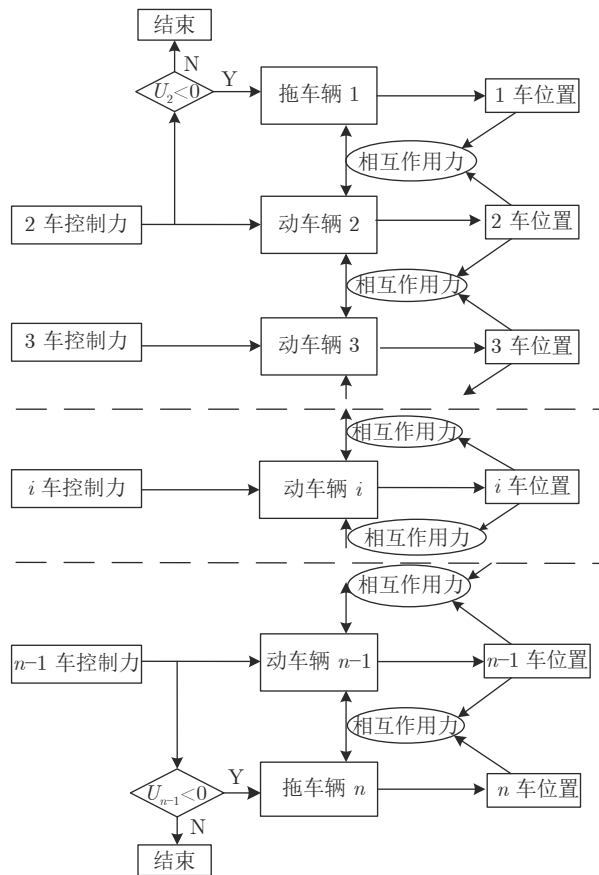 结束
N
U₂<0
Y
拖车辆 1
1 车位置
相互作用力
2 车控制力
动车辆 2
2 车位置
相互作用力
3 车控制力
动车辆 3
3 车位置
相互作用力
i 车控制力
动车辆 i
i 车位置
相互作用力
相互作用力
n−1 车控制力
动车辆 n−1
n−1 车位置
相互作用力
Uₙ₋₁<0
Y
拖车辆 n
n 车位置
N
结束